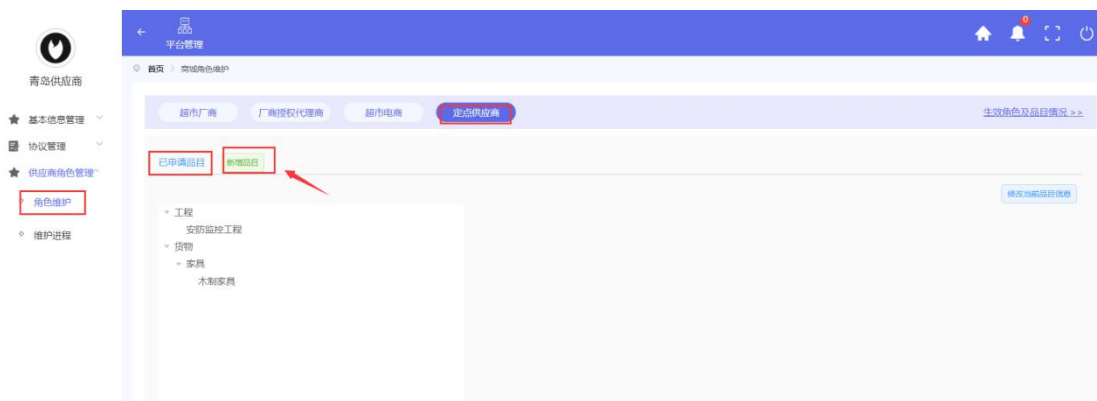 平台管理
0
青岛供应商
首页 > 商城角色维护
超市厂商 厂商授权代理商 超市电商 定点供应商 生效角色及品目情况 >>
基本信息管理
协议管理
供应商角色管理
角色维护
维护进程
已申请品目 新增品目
修改当前品目信息
工程
安防监控工程
货物
家具
木制家具